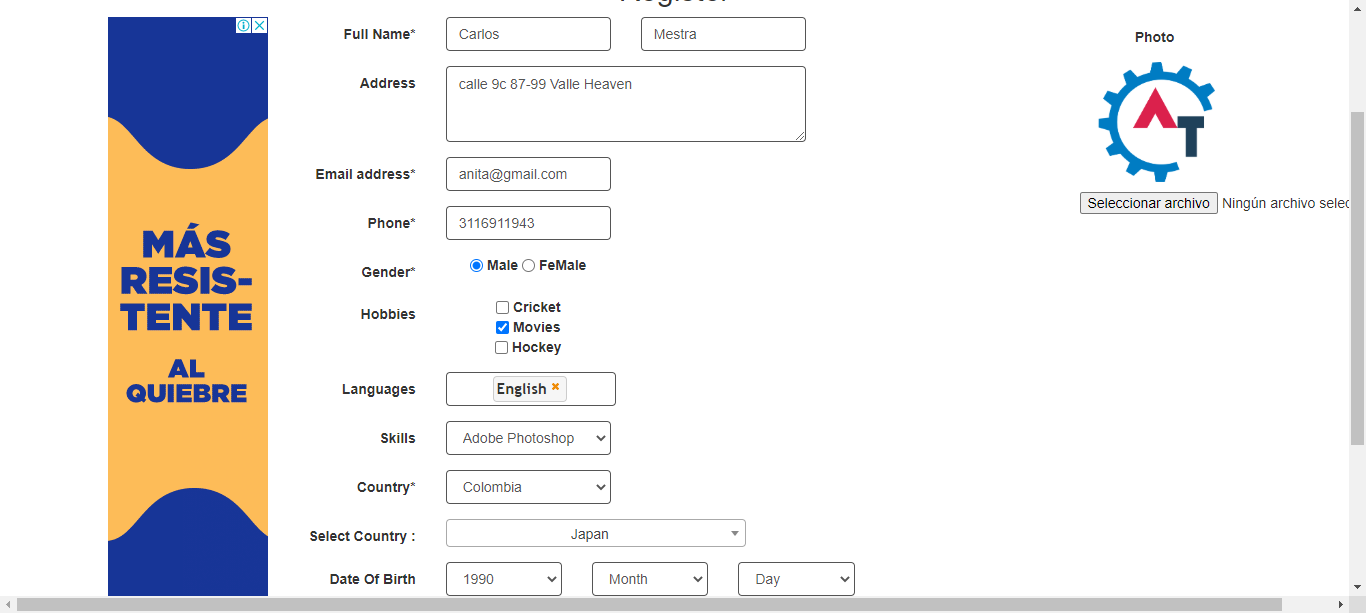 Register
Full Name*
Carlos
Mestra
Photo
Address
calle 9c 87-99 Valle Heaven
AT
Email address*
anita@gmail.com
Seleccionar archivo Ningún archivo selec
Phone*
3116911943
Gender*
Male FeMale
Hobbies
Cricket
Movies
Hockey
Languages
English
Skills
Adobe Photoshop
Country*
Colombia
Select Country :
Japan
Date Of Birth
1990
Month
Day
MÁS
RESIS-
TENTE
AL
QUIEBRE